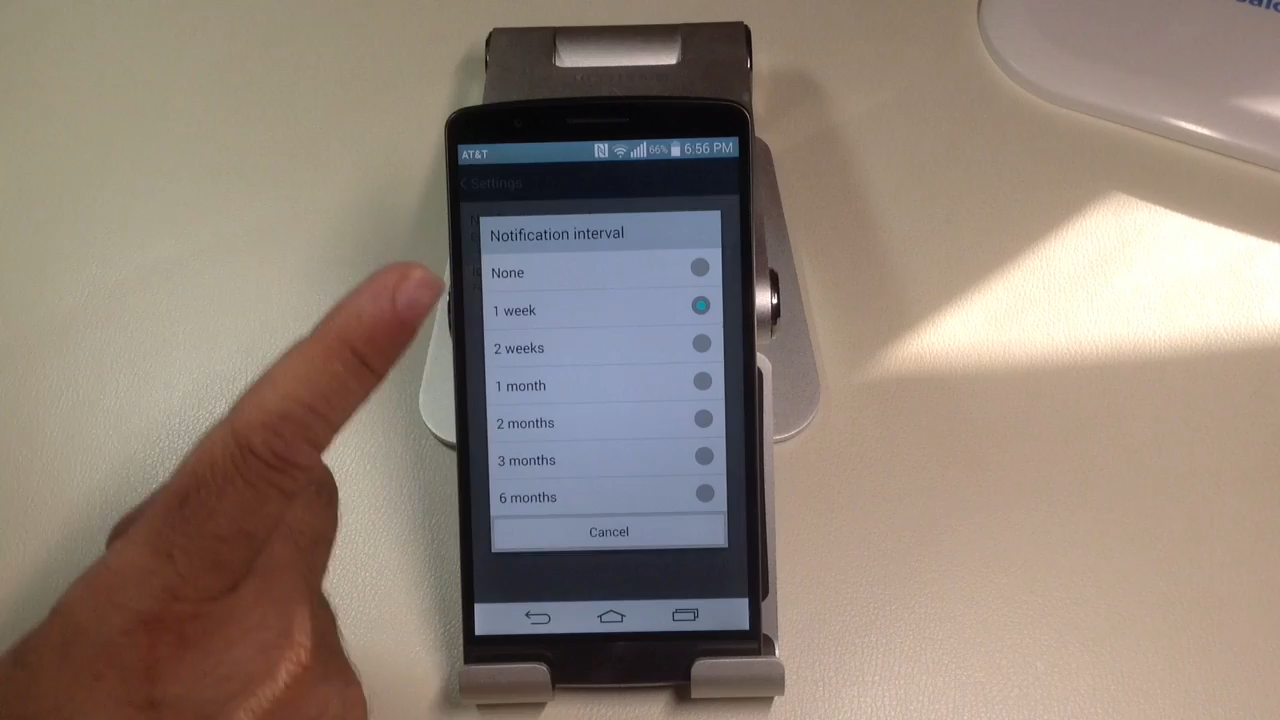 AT&T 66% 6:56 PM
Settings
Notification interval
None
1 week
2 weeks
1 month
2 months
3 months
6 months
Cancel